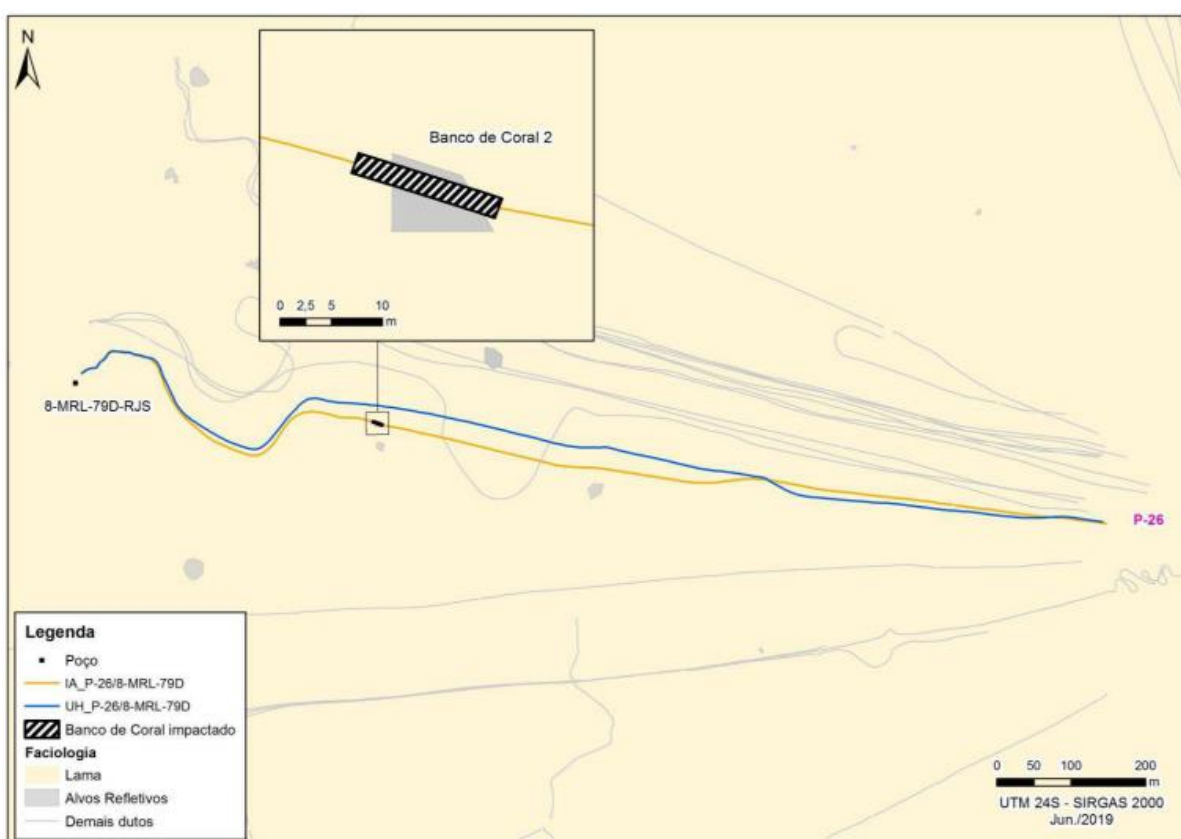 N
Banco de Coral 2
0 2,5 5 10
m
8-MRL-79D-RJS
P-26
Legenda
Poço
IA_P-26/8-MRL-79D
UH_P-26/8-MRL-79D
Banco de Coral impactado
Faciologia
Lama
Alvos Refletivos
Demais dutos
0 50 100 200
m
UTM 24S - SIRGAS 2000
Jun./2019